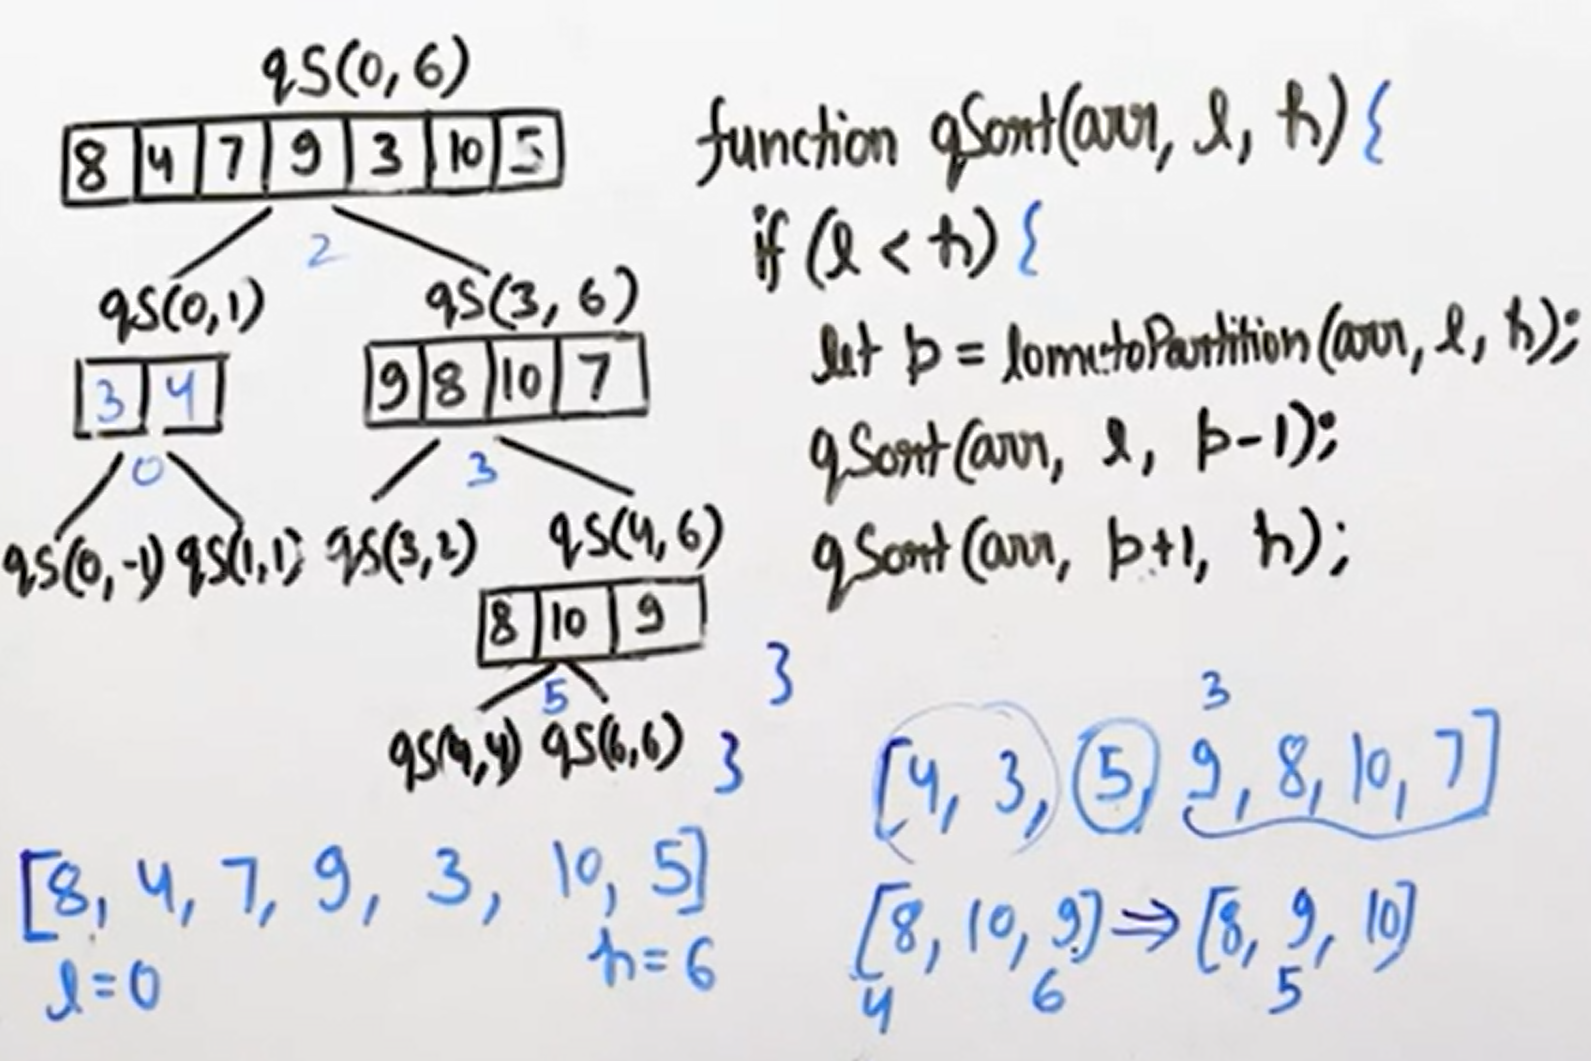 qS(0, 6)
8 4 7 9 3 10 5
2
qS(0,1) qS(3, 6)
3 4
9 8 10 7
0 3
qS(0,-1) qS(1,1) qS(3,2) qS(4,6)
8 10 9
5
qS(4,4) qS(6,6)
function qSort(arr, l, h) {
if (l < h) {
let p = lomutoPartition(arr, l, h);
qSort(arr, l, p-1);
qSort(arr, p+1, h);
}
}
[8, 4, 7, 9, 3, 10, 5]
l=0 h=6
3
[4, 3, 5, 9, 8, 10, 7]
[8, 10, 9] ⇒ [8, 9, 10]
4 6 5